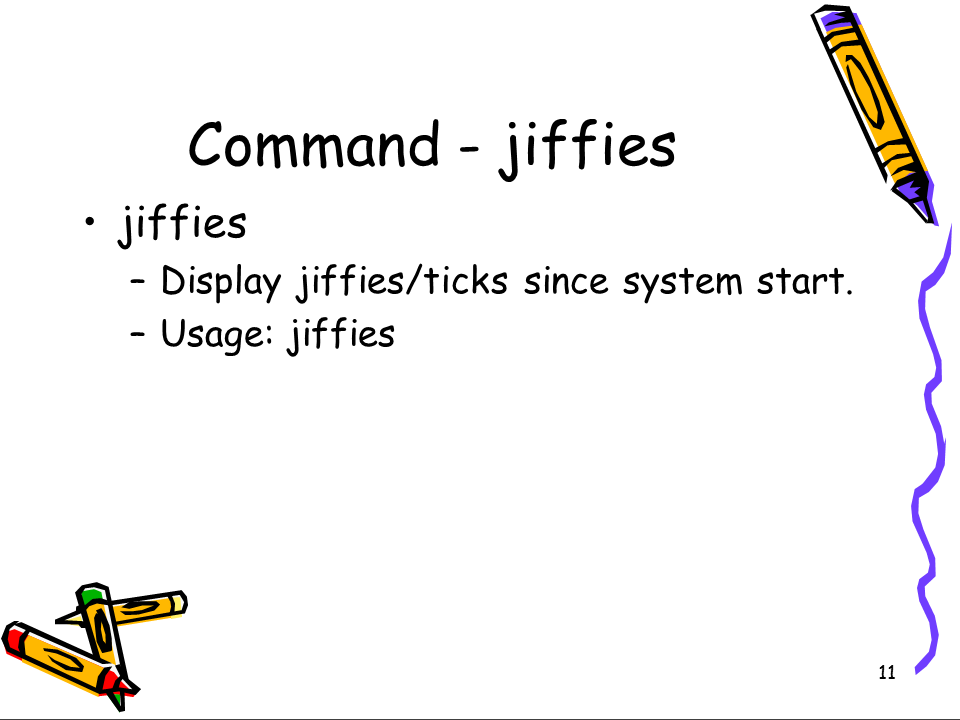 Command - jiffies
• jiffies
– Display jiffies/ticks since system start.
– Usage: jiffies
11